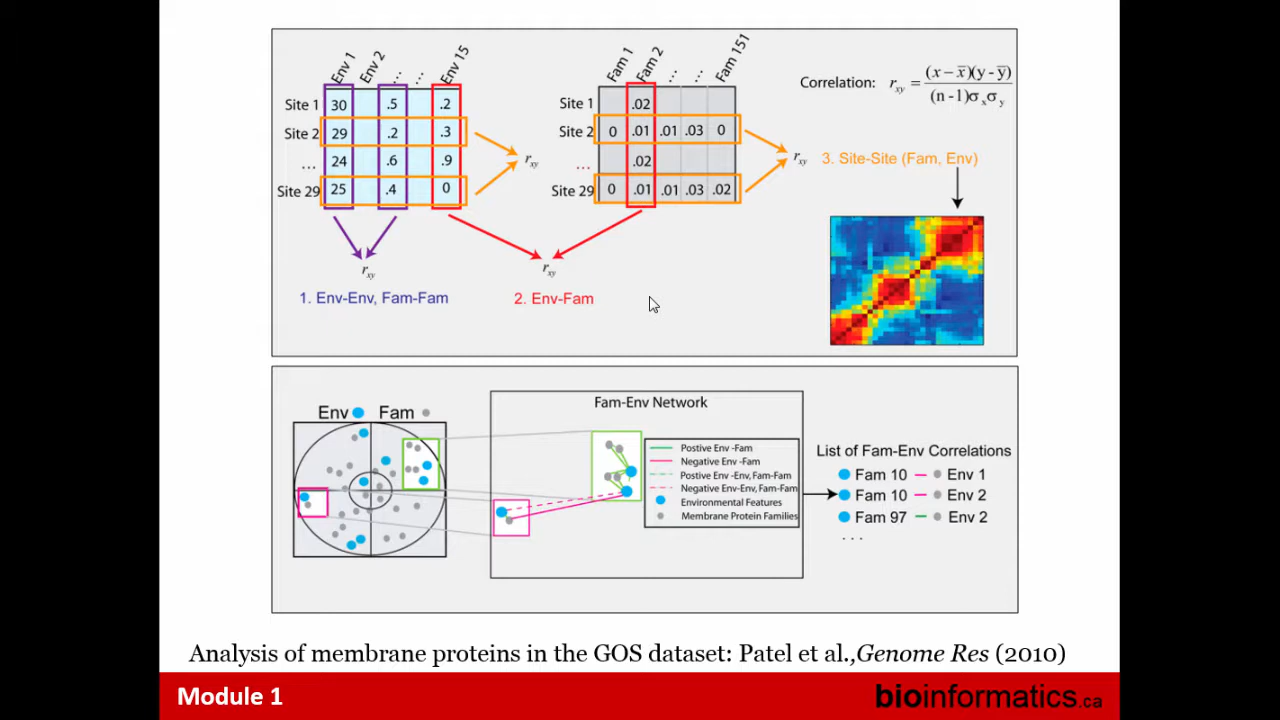 Env 1 Env 2 ... ... Env 15
Site 1 30 .5 .2
Site 2 29 .2 .3
... 24 .6 .9
Site 29 25 .4 0
r_xy
r_xy
1. Env-Env, Fam-Fam
Fam 1 Fam 2 ... ... Fam 151
Site 1 .02
Site 2 0 .01 .01 .03 0
... .02
Site 29 0 .01 .01 .03 .02
r_xy
2. Env-Fam
r_xy
3. Site-Site (Fam, Env)
Correlation: r_xy = (x – x̅)(y - y̅) / (n -1)σ_xσ_y
Env Fam
Fam-Env Network
Postive Env -Fam
Negative Env -Fam
Postive Env -Env, Fam-Fam
Negative Env-Env, Fam-Fam
Environmental Features
Membrane Protein Families
List of Fam-Env Correlations
Fam 10 Env 1
Fam 10 Env 2
Fam 97 Env 2
. . .
Analysis of membrane proteins in the GOS dataset: Patel et al.,Genome Res (2010)
Module 1
bioinformatics.ca